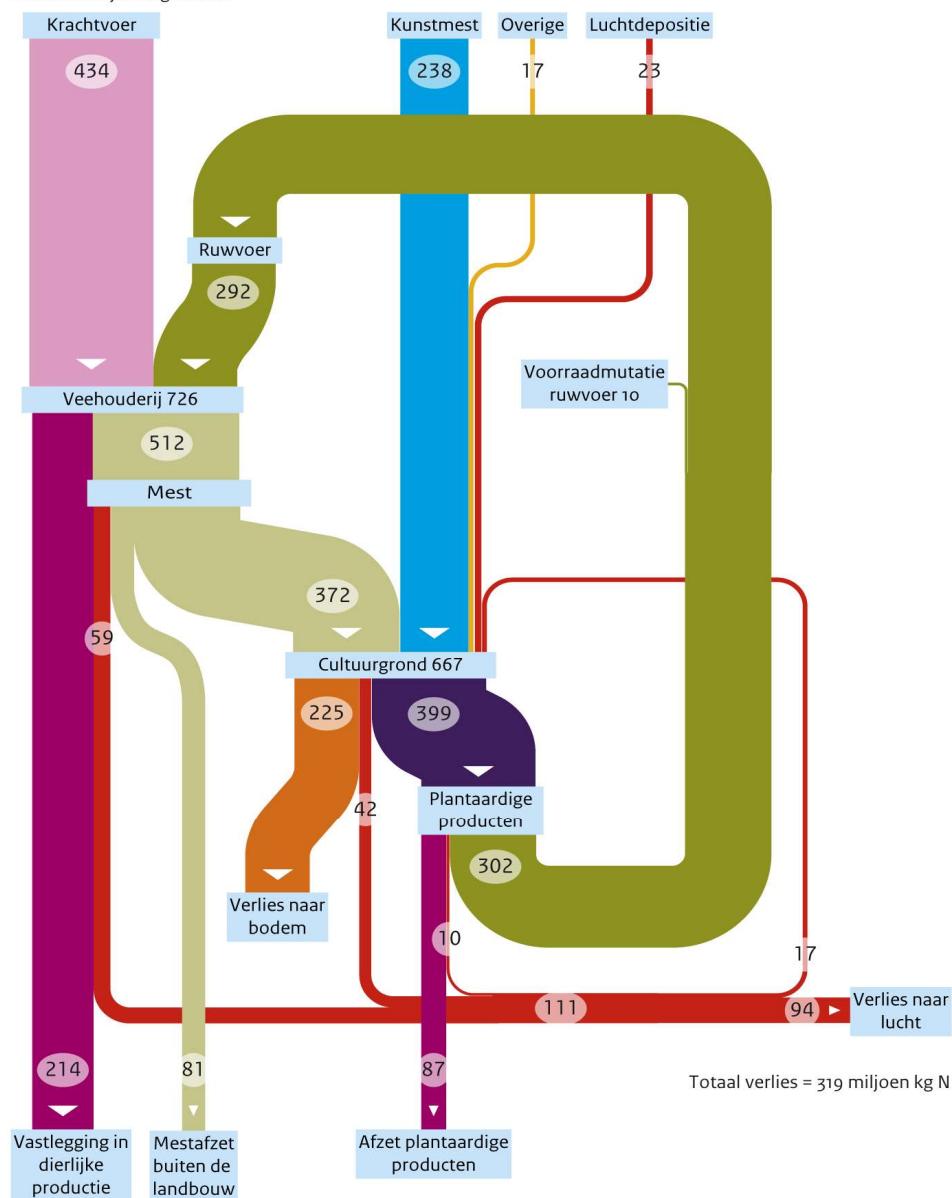 Krachtvoer
Kunstmest
Overige
Luchtdepositie
434
238
17
23
Ruwvoer
292
Voorraadmutatie
ruwvoer 10
Veehouderij 726
512
Mest
372
59
Cultuurgrond 667
225
399
42
Plantaardige
producten
302
Verlies naar
bodem
10
17
111
94
Verlies naar
lucht
214
81
87
Totaal verlies = 319 miljoen kg N
Vastlegging in
dierlijke
productie
Mestafzet
buiten de
landbouw
Afzet plantaardige
producten